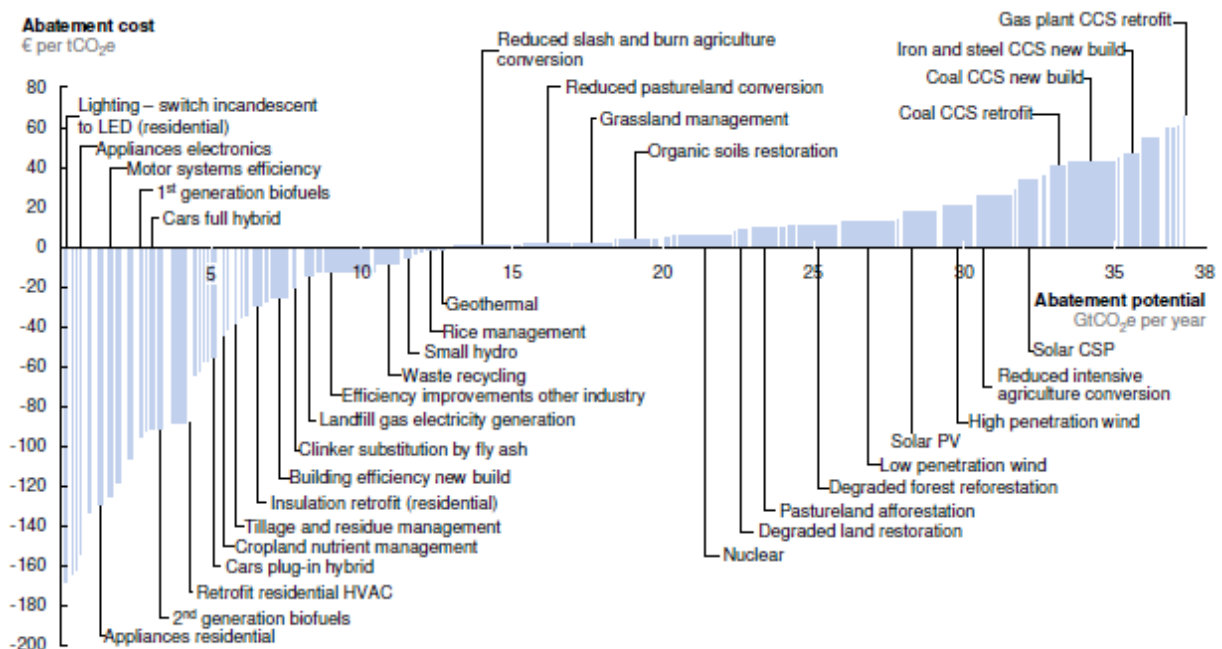 Abatement cost
€ per tCO2e
80
60
40
20
0
-20
-40
-60
-80
-100
-120
-140
-160
-180
-200
Lighting – switch incandescent
to LED (residential)
Appliances electronics
Motor systems efficiency
1st generation biofuels
Cars full hybrid
Reduced slash and burn agriculture
conversion
Reduced pastureland conversion
Grassland management
Organic soils restoration
Gas plant CCS retrofit
Iron and steel CCS new build
Coal CCS new build
Coal CCS retrofit
5
10
15
20
25
30
35
38
Abatement potential
GtCO2e per year
Geothermal
Rice management
Small hydro
Waste recycling
Efficiency improvements other industry
Landfill gas electricity generation
Clinker substitution by fly ash
Building efficiency new build
Insulation retrofit (residential)
Tillage and residue management
Cropland nutrient management
Cars plug-in hybrid
Retrofit residential HVAC
2nd generation biofuels
Appliances residential
Solar CSP
Reduced intensive
agriculture conversion
High penetration wind
Solar PV
Low penetration wind
Degraded forest reforestation
Pastureland afforestation
Degraded land restoration
Nuclear